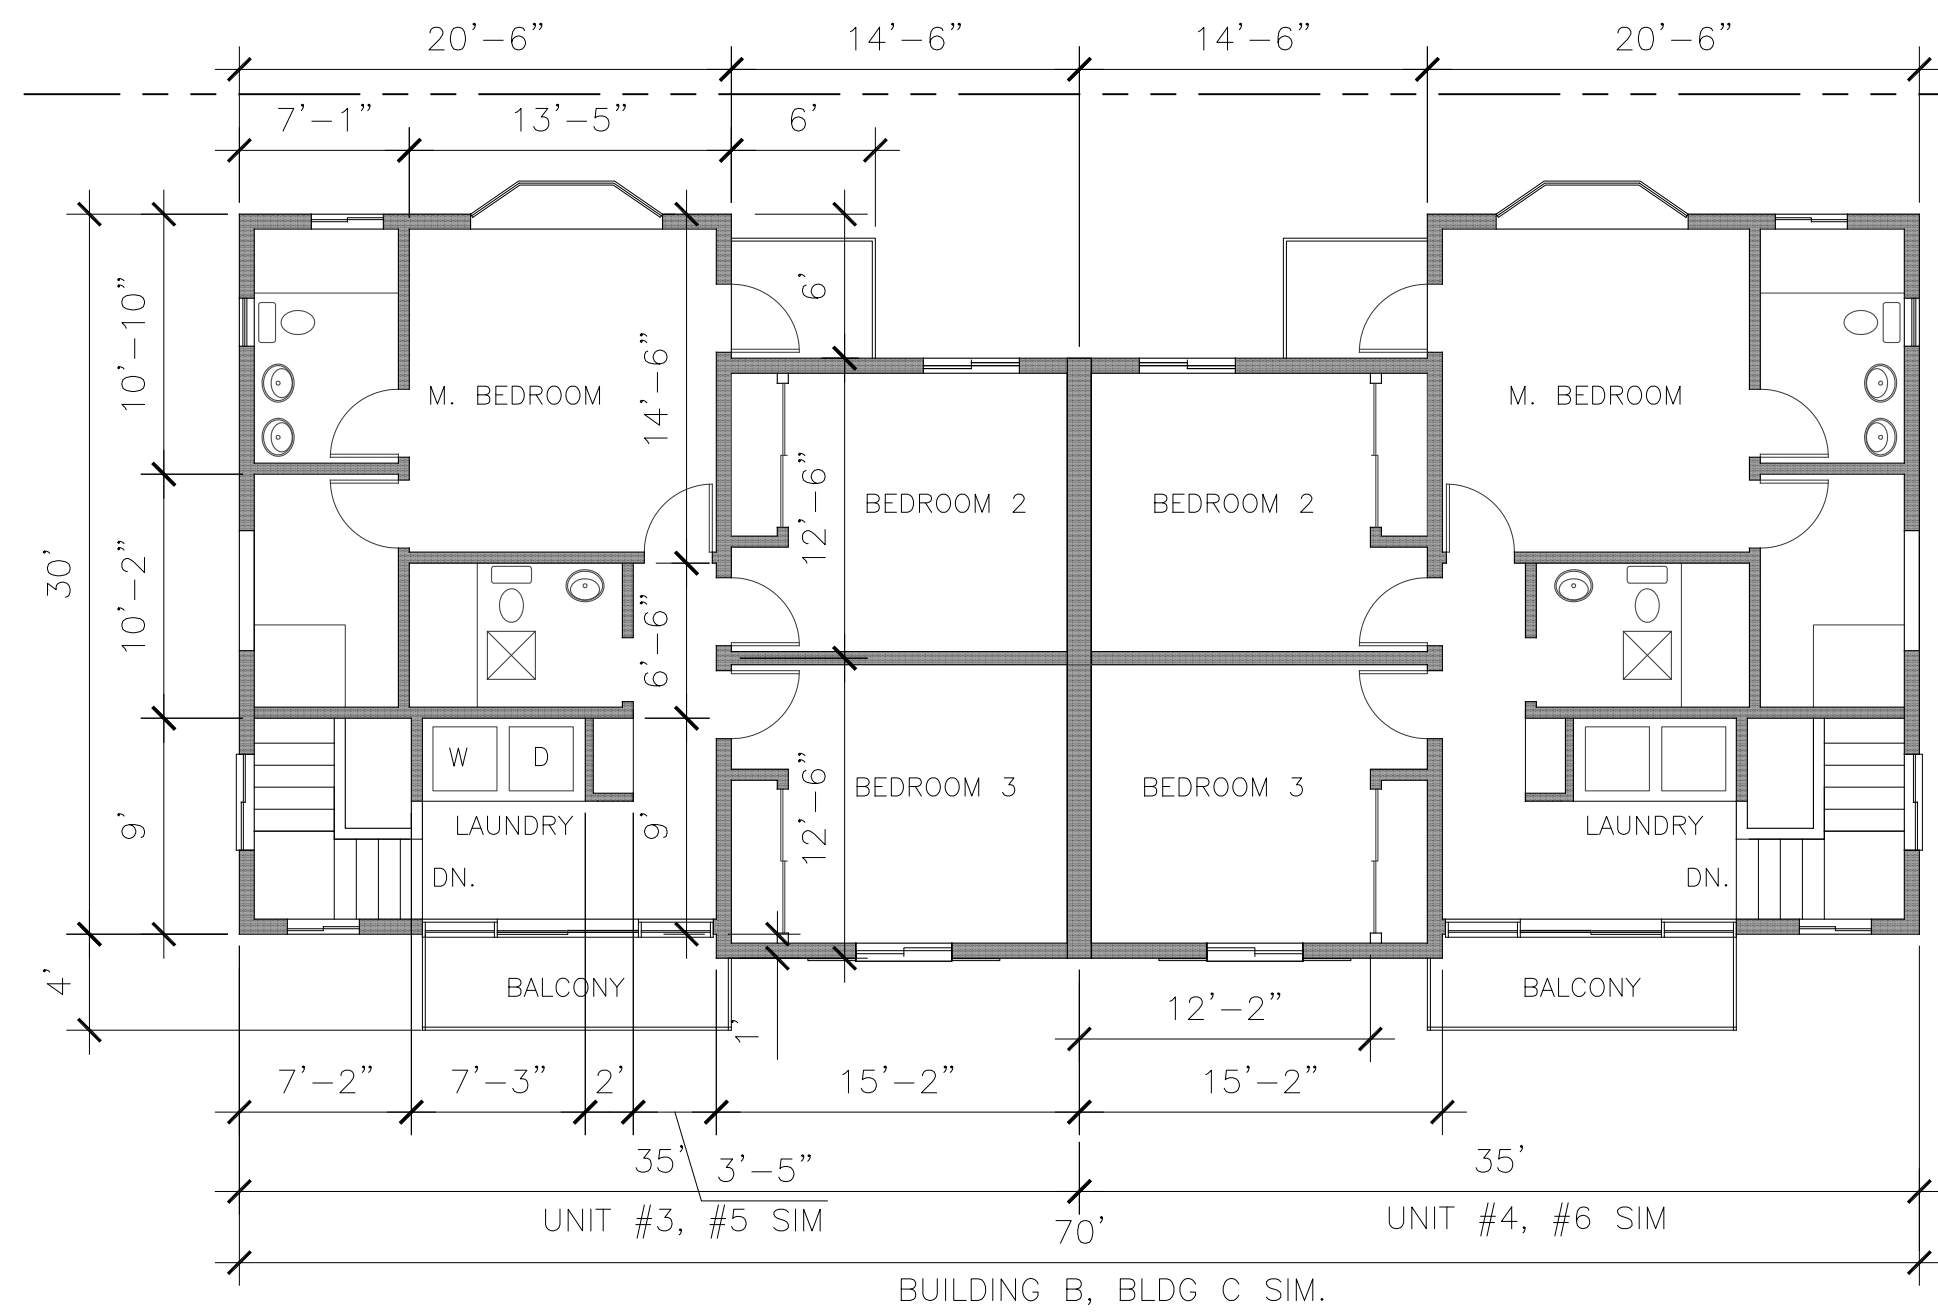 20'-6" 14'-6" 14'-6" 20'-6"
7'-1" 13'-5" 6'
10'-10" 14'-6" 6'
M. BEDROOM M. BEDROOM
12'-6"
BEDROOM 2 BEDROOM 2
30' 10'-2" 6'-6"
W D
BEDROOM 3 BEDROOM 3
9' 9' 12'-6"
LAUNDRY LAUNDRY
DN. DN.
4' BALCONY BALCONY
1' 12'-2"
7'-2" 7'-3" 2' 15'-2" 15'-2"
35' 3'-5" 35'
UNIT #3, #5 SIM UNIT #4, #6 SIM
70'
BUILDING B, BLDG C SIM.